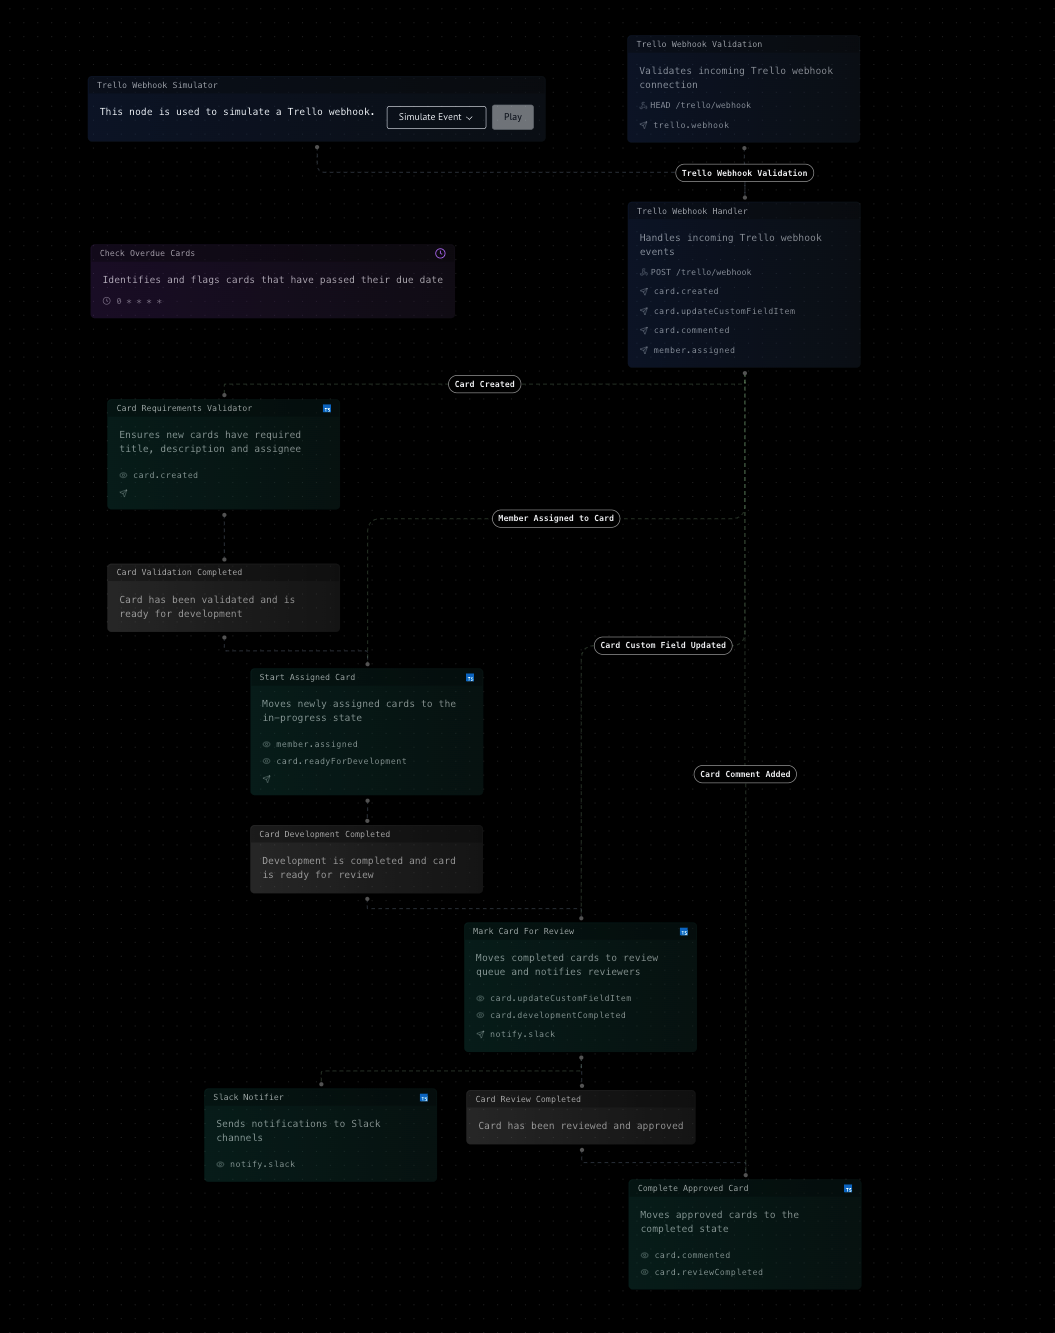 Trello Webhook Validation
Validates incoming Trello webhook
connection
HEAD /trello/webhook
trello.webhook
Trello Webhook Simulator
This node is used to simulate a Trello webhook.
Simulate Event
Play
Trello Webhook Validation
Trello Webhook Handler
Handles incoming Trello webhook
events
POST /trello/webhook
card.created
card.updateCustomFieldItem
card.commented
member.assigned
Check Overdue Cards
Identifies and flags cards that have passed their due date
0 * * * *
Card Created
Card Requirements Validator
TS
Ensures new cards have required
title, description and assignee
card.created
Member Assigned to Card
Card Validation Completed
Card has been validated and is
ready for development
Card Custom Field Updated
Start Assigned Card
TS
Moves newly assigned cards to the
in-progress state
member.assigned
card.readyForDevelopment
Card Comment Added
Card Development Completed
Development is completed and card
is ready for review
Mark Card For Review
TS
Moves completed cards to review
queue and notifies reviewers
card.updateCustomFieldItem
card.developmentCompleted
notify.slack
Slack Notifier
TS
Sends notifications to Slack
channels
notify.slack
Card Review Completed
Card has been reviewed and approved
Complete Approved Card
TS
Moves approved cards to the
completed state
card.commented
card.reviewCompleted